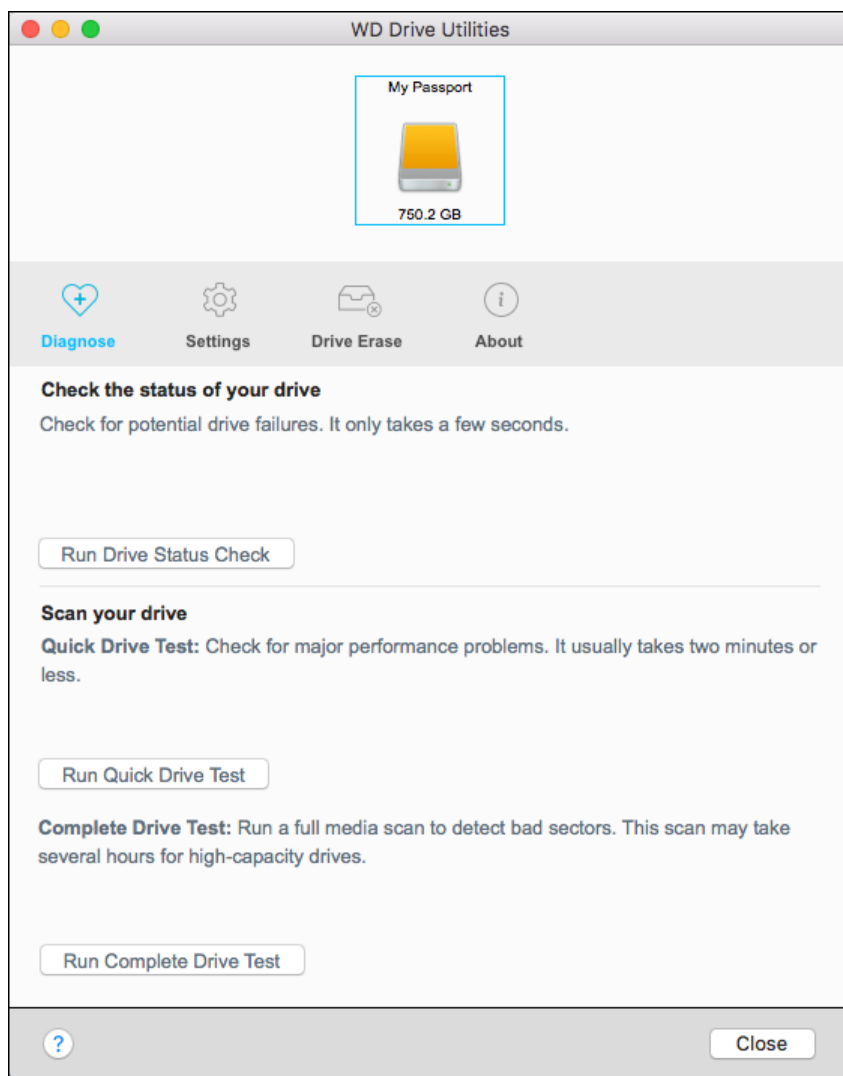 WD Drive Utilities
My Passport
750.2 GB
Diagnose
Settings
Drive Erase
About
Check the status of your drive
Check for potential drive failures. It only takes a few seconds.
Run Drive Status Check
Scan your drive
Quick Drive Test: Check for major performance problems. It usually takes two minutes or
less.
Run Quick Drive Test
Complete Drive Test: Run a full media scan to detect bad sectors. This scan may take
several hours for high-capacity drives.
Run Complete Drive Test
?
Close